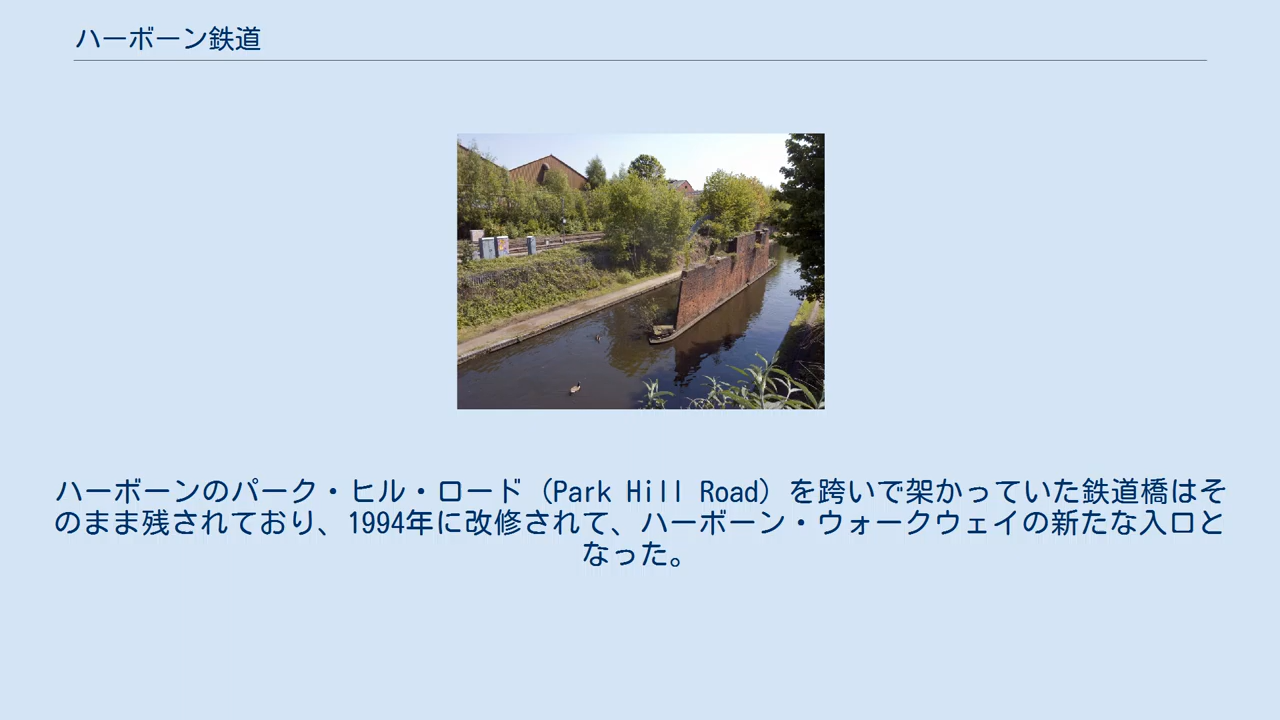 ハーボーン鉄道
ハーボーンのパーク・ヒル・ロード（Park Hill Road）を跨いで架かっていた鉄道橋はそ
のまま残されており、1994年に改修されて、ハーボーン・ウォークウェイの新たな入口と
なった。